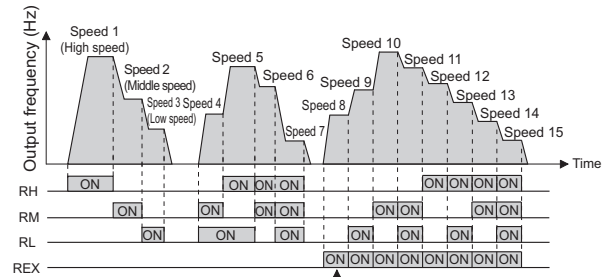 Output frequency (Hz)
Speed 1
(High speed)
Speed 2
(Middle speed)
Speed 3
(Low speed)
Speed 4
Speed 5
Speed 6
Speed 7
Speed 8
Speed 9
Speed 10
Speed 11
Speed 12
Speed 13
Speed 14
Speed 15
Time
RH ON ON ON ON ON ON ON ON
RM ON ON ON ON ON ON ON ON
RL ON ON ON ON ON ON ON
REX ON ON ON ON ON ON ON ON